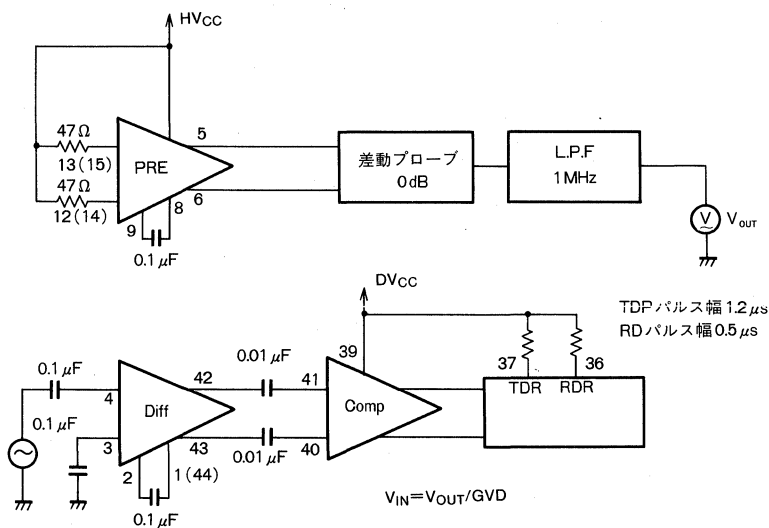 HVCC
47Ω
13(15)
47Ω
12(14)
PRE
5
6
8
9
0.1μF
差動プローブ
0dB
L.P.F
1MHz
V
VOUT
DVCC
TDPパルス幅1.2μs
RDパルス幅0.5μs
39
37
36
TDR
RDR
0.1μF
4
0.1μF
3
Diff
42
43
2
1(44)
0.1μF
0.01μF
0.01μF
41
40
Comp
VIN=VOUT/GVD